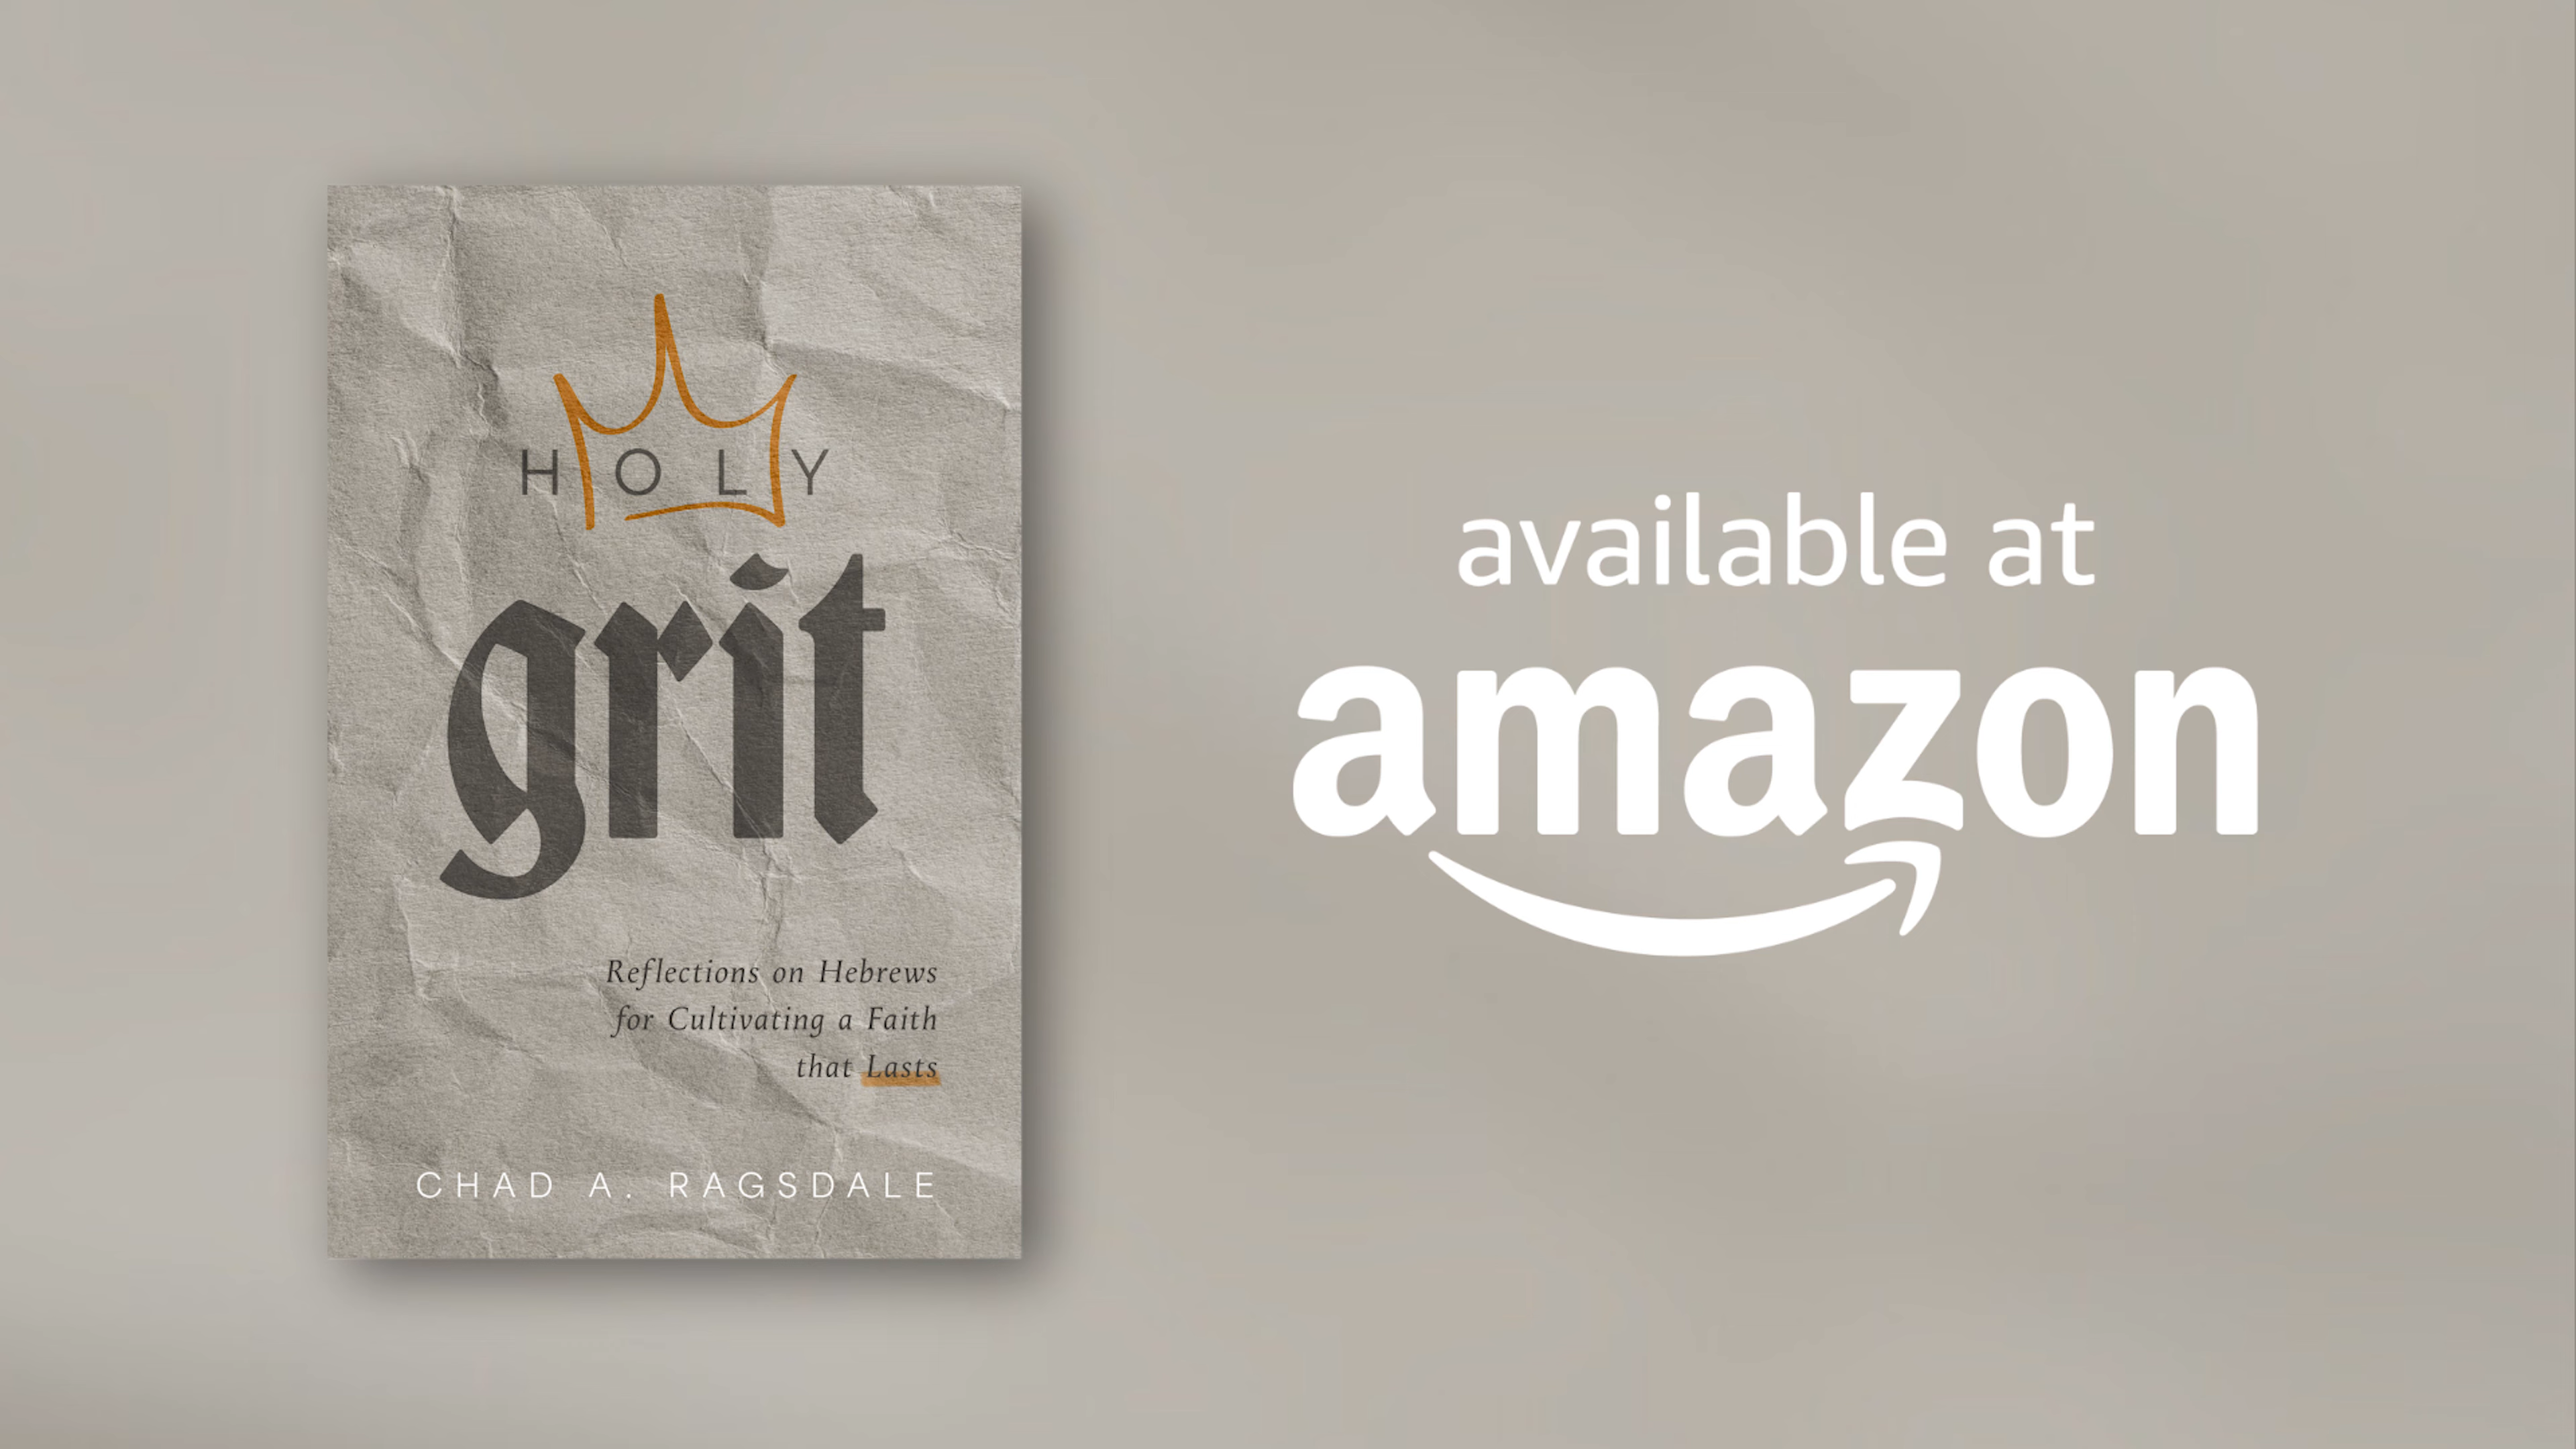 HOLY
grit
Reflections on Hebrews
for Cultivating a Faith
that Lasts
CHAD A. RAGSDALE
available at
amazon